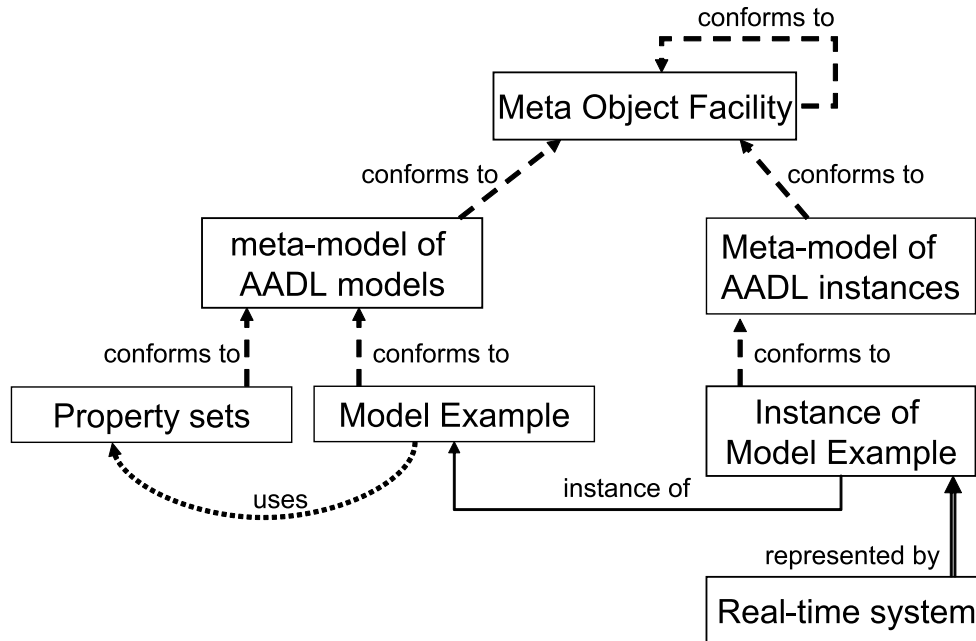 conforms to
Meta Object Facility
conforms to
conforms to
meta-model of
AADL models
Meta-model of
AADL instances
conforms to
conforms to
conforms to
Property sets
Model Example
Instance of
Model Example
uses
instance of
represented by
Real-time system